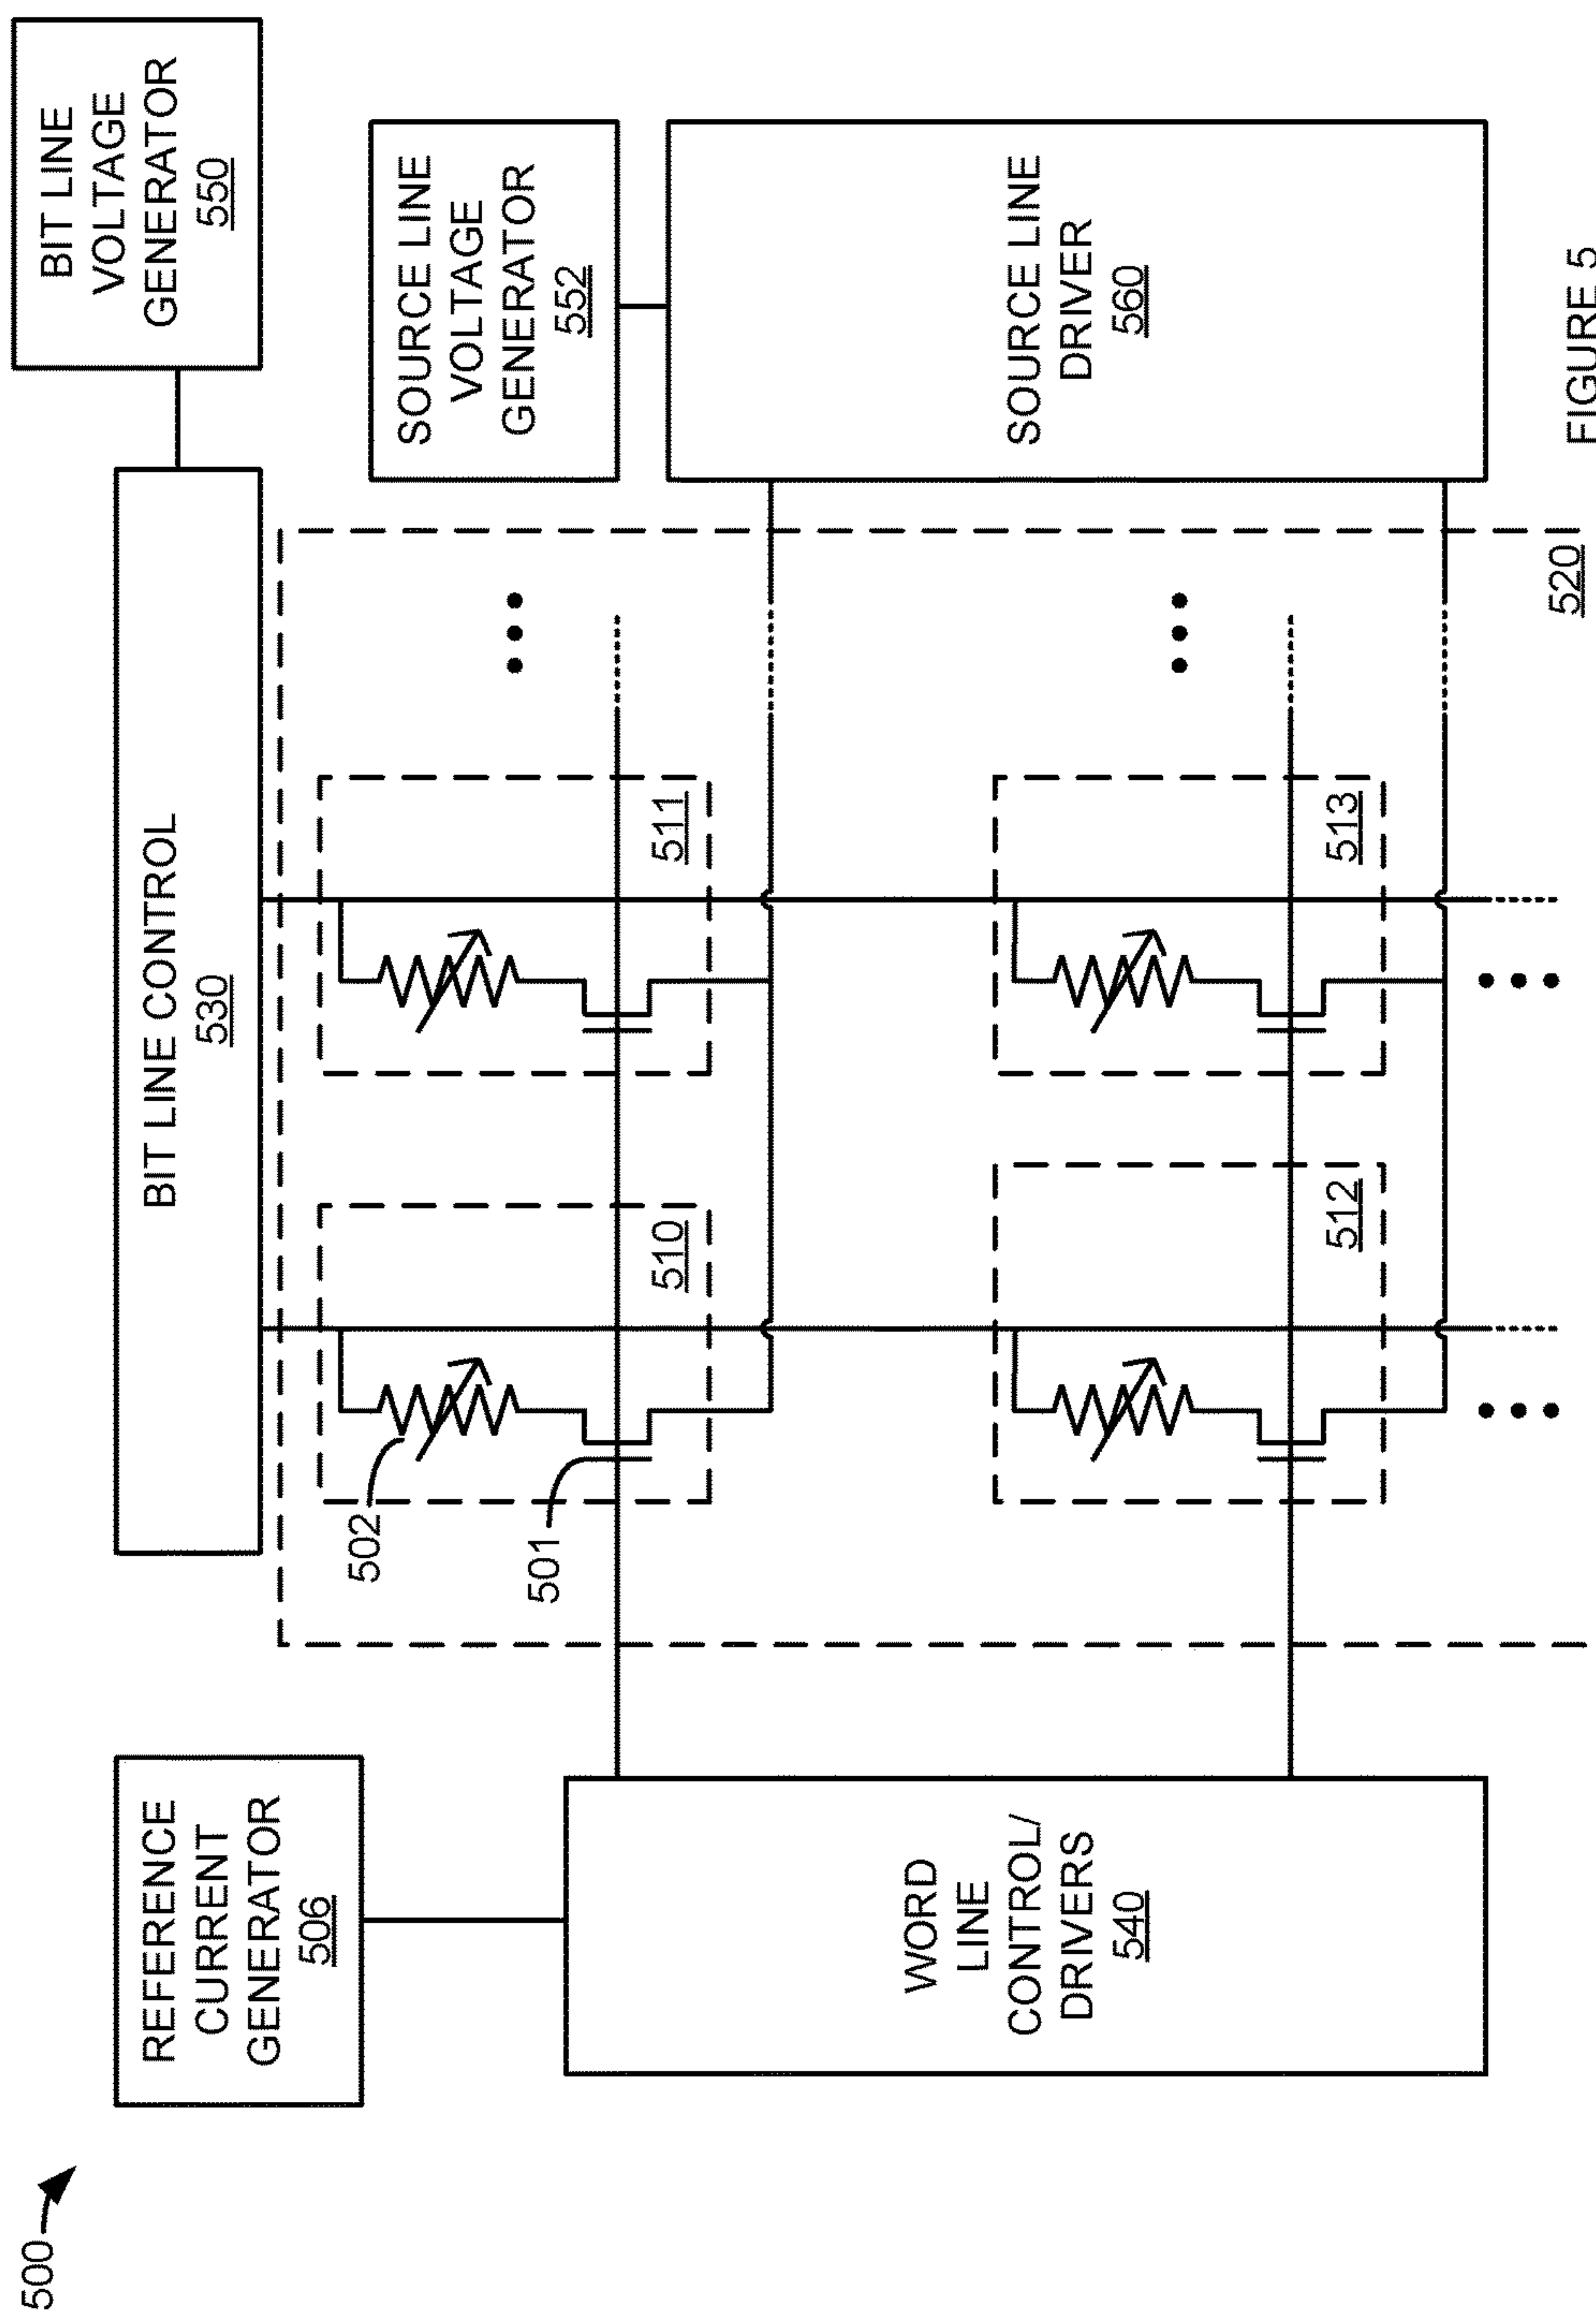 500
REFERENCE
CURRENT
GENERATOR
506
BIT LINE CONTROL
530
BIT LINE
VOLTAGE
GENERATOR
550
502
501
510
511
SOURCE LINE
VOLTAGE
GENERATOR
552
WORD
LINE
CONTROL/
DRIVERS
540
512
513
SOURCE LINE
DRIVER
560
520
FIGURE 5